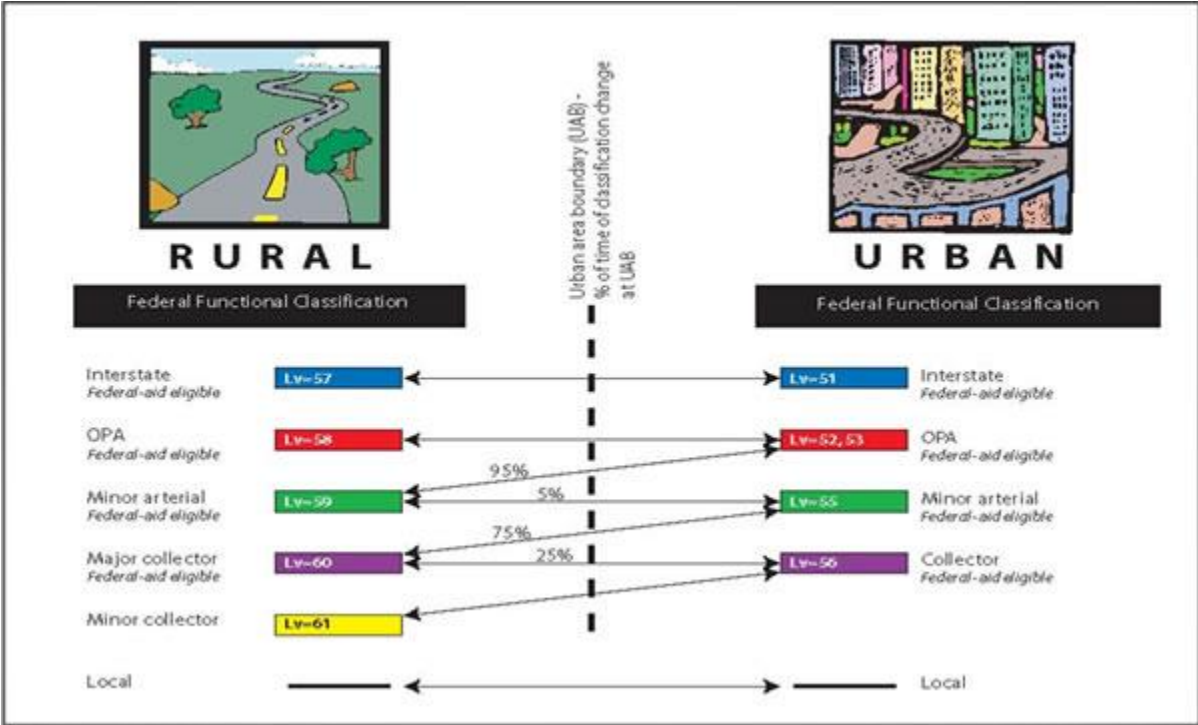 RURAL
Federal Functional Classification
Interstate
Federal-aid eligible
Lv=57
OPA
Federal-aid eligible
Lv=58
Minor arterial
Federal-aid eligible
Lv=59
Major collector
Federal-aid eligible
Lv=60
Minor collector
Lv=61
Local
Urban area boundary (UAB) -
% of time of classification change
at UAB
95%
5%
75%
25%
URBAN
Federal Functional Classification
Lv=51
Interstate
Federal-aid eligible
Lv=52, 53
OPA
Federal-aid eligible
Lv=55
Minor arterial
Federal-aid eligible
Lv=56
Collector
Federal-aid eligible
Local